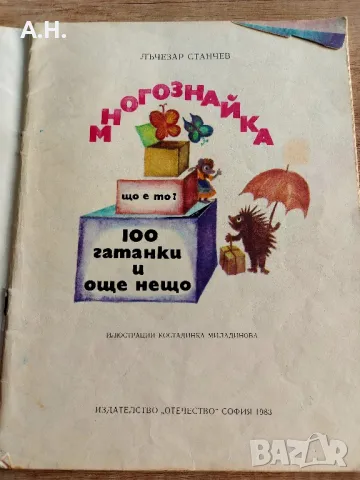 А.Н.
ЛЪЧЕЗАР СТАНЧЕВ
МНОГОЗНАЙКА
що е то?
100
гатанки
и
още нещо
ИЛЮСТРАЦИИ КОСТАДИНКА МИЛАДИНОВА
ИЗДАТЕЛСТВО „ОТЕЧЕСТВО“ СОФИЯ 1983
bazar